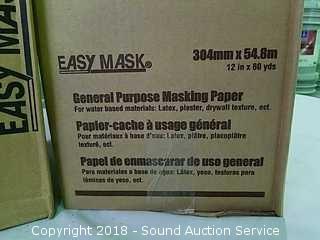 EASY MASK
EASY MASK®
304mm x 54.8m
12 in x 60 yds
General Purpose Masking Paper
For water based materials: Latex, plaster, drywall texture, ect.
Papier-cache à usage général
Pour matériaux à base d'eau: Latex, plâtre, placoplâtre
texturé, ect.
Papel de enmascarar de uso general
Para materiales a base de agua: Látex, yeso, texturas para
láminas de yeso, ect.
Copyright 2018 - Sound Auction Service